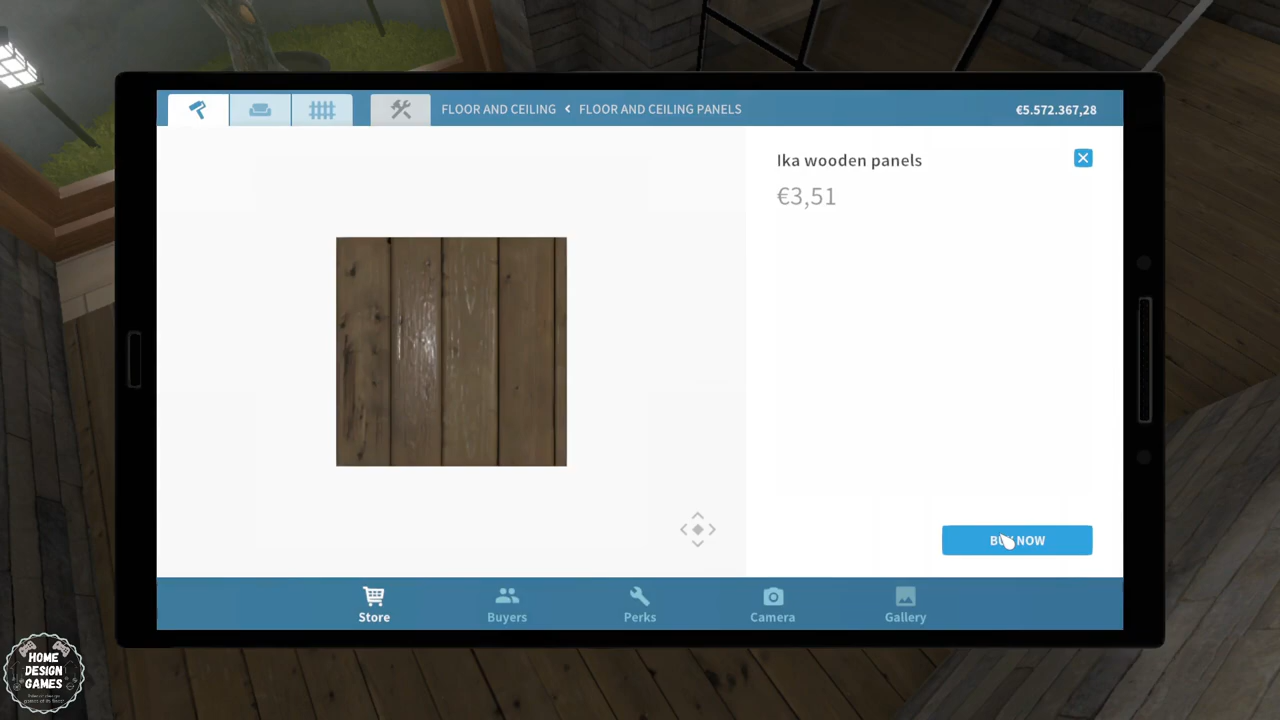 FLOOR AND CEILING < FLOOR AND CEILING PANELS
€5.572.367,28
Ika wooden panels
€3,51
NOW
Store
Buyers
Perks
Camera
Gallery
HOME
DESIGN
GAMES